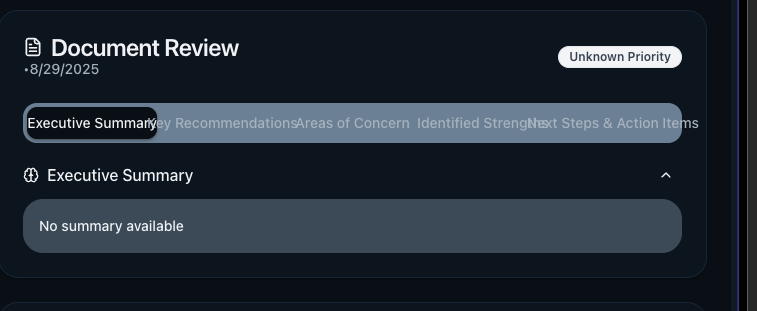 Document Review
•8/29/2025
Unknown Priority
Executive Summary Key Recommendations Areas of Concern Identified Strengths Next Steps & Action Items
Executive Summary
No summary available